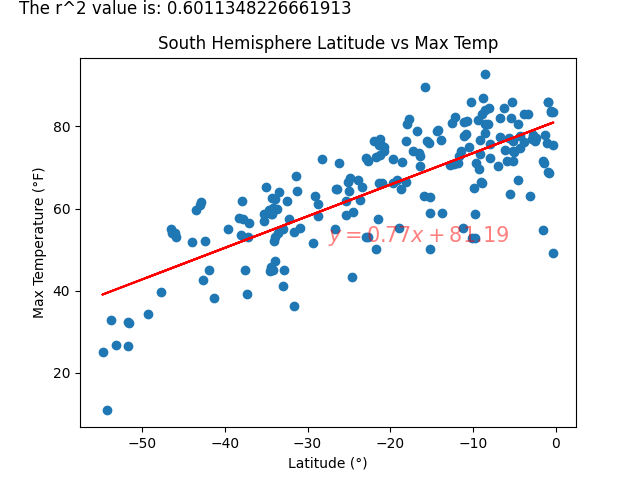 The r^2 value is: 0.6011348226661913
South Hemisphere Latitude vs Max Temp
80
60
40
20
Max Temperature (°F)
y = 0.77x + 81.19
−50 −40 −30 −20 −10 0
Latitude (°)